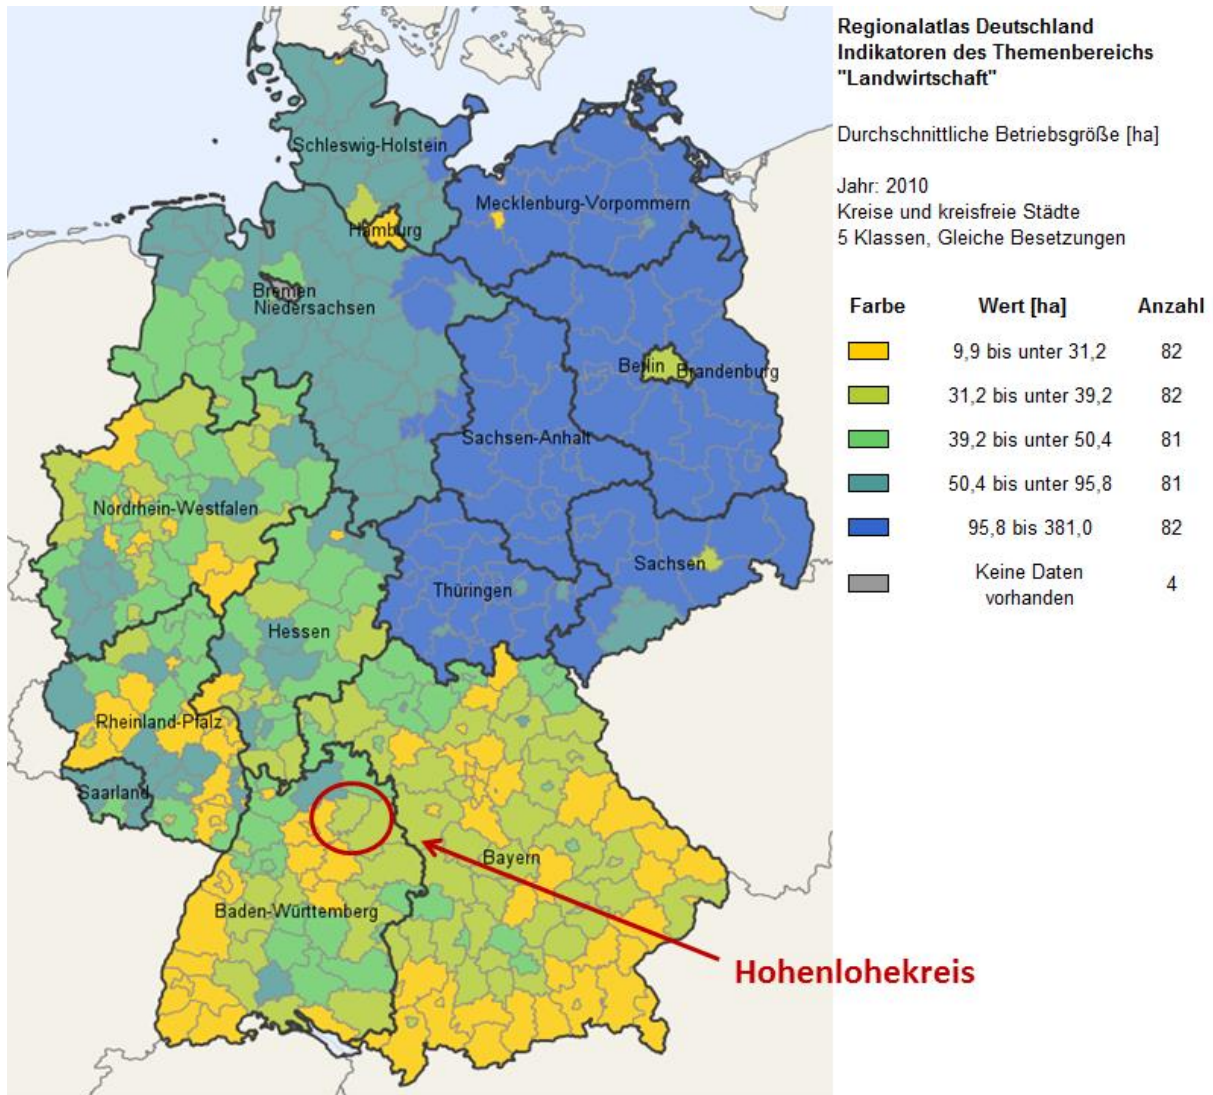 Regionalatlas Deutschland
Indikatoren des Themenbereichs
"Landwirtschaft"
Durchschnittliche Betriebsgröße [ha]
Jahr: 2010
Kreise und kreisfreie Städte
5 Klassen, Gleiche Besetzungen
Farbe Wert [ha] Anzahl
9,9 bis unter 31,2 82
31,2 bis unter 39,2 82
39,2 bis unter 50,4 81
50,4 bis unter 95,8 81
95,8 bis 381,0 82
Keine Daten
vorhanden 4
Schleswig-Holstein
Mecklenburg-Vorpommern
Hamburg
Bremen
Niedersachsen
Berlin
Brandenburg
Sachsen-Anhalt
Nordrhein-Westfalen
Sachsen
Thüringen
Hessen
Rheinland-Pfalz
Saarland
Bayern
Baden-Württemberg
Hohenlohekreis